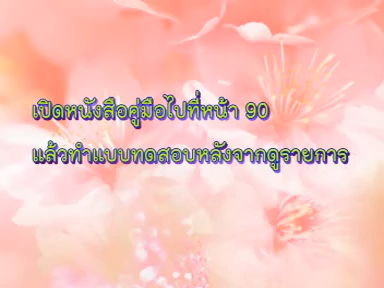 เปิดหนังสือคู่มือไปที่หน้า 90
แล้วทำแบบทดสอบหลังจากดูรายการ